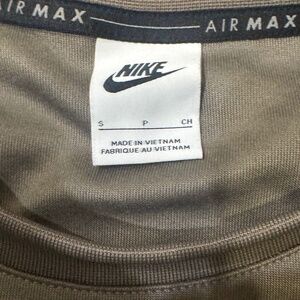 AIR MAX
AIR MAX
NIKE
S P CH
MADE IN VIETNAM
FABRIQUE AU VIETNAM